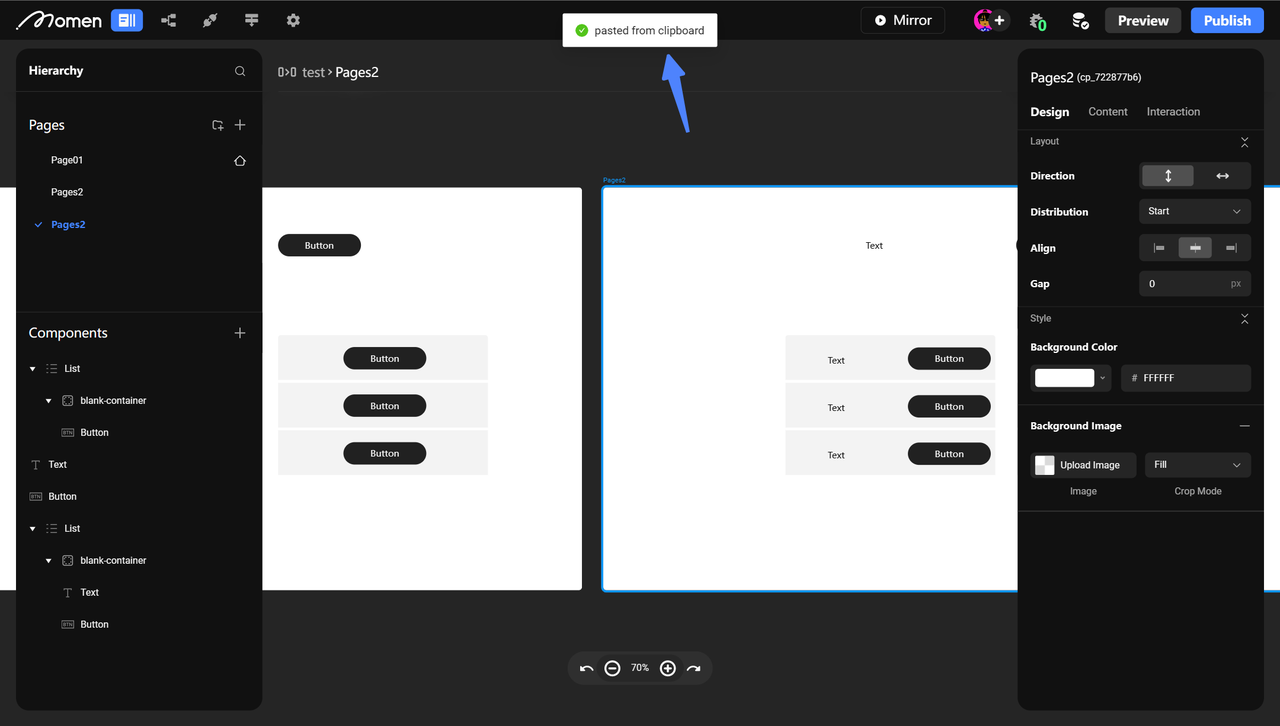 Momen
pasted from clipboard
Mirror
0
Preview
Publish
Hierarchy
test > Pages2
Pages
Page01
Pages2
Pages2
Components
List
blank-container
BTN Button
Text
BTN Button
List
blank-container
Text
BTN Button
Button
Button
Button
Button
Pages2
Text
Text Button
Text Button
Text Button
70%
Pages2 (cp_722877b6)
Design Content Interaction
Layout
Direction
Distribution Start
Align
Gap 0 px
Style
Background Color
# FFFFFF
Background Image
Upload Image Fill
Image Crop Mode